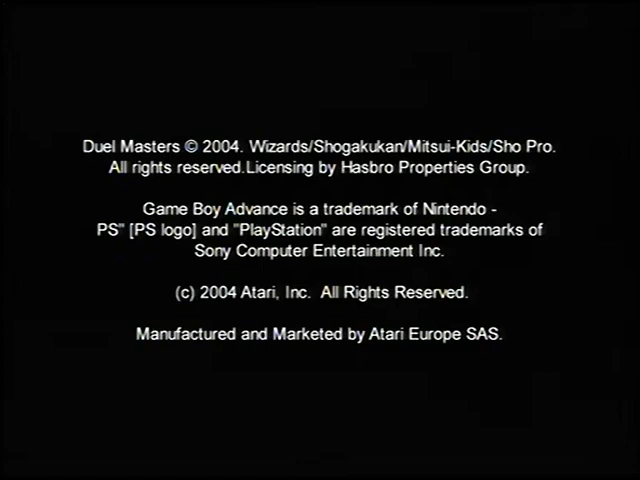 Duel Masters © 2004. Wizards/Shogakukan/Mitsui-Kids/Sho Pro.
All rights reserved.Licensing by Hasbro Properties Group.
Game Boy Advance is a trademark of Nintendo -
PS" [PS logo] and "PlayStation" are registered trademarks of
Sony Computer Entertainment Inc.
(c) 2004 Atari, Inc.  All Rights Reserved.
Manufactured and Marketed by Atari Europe SAS.